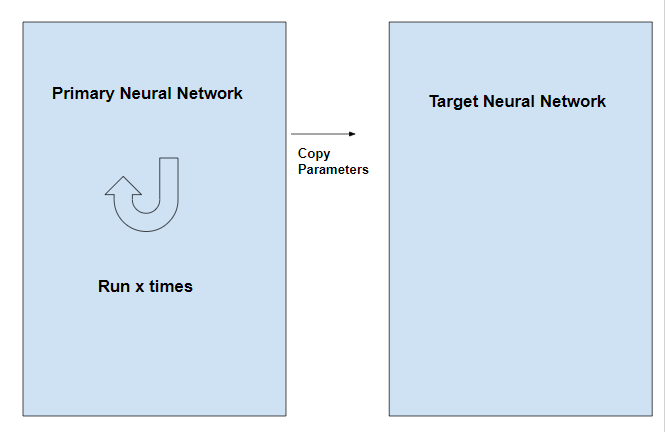 Primary Neural Network
Target Neural Network
Copy
Parameters
Run x times